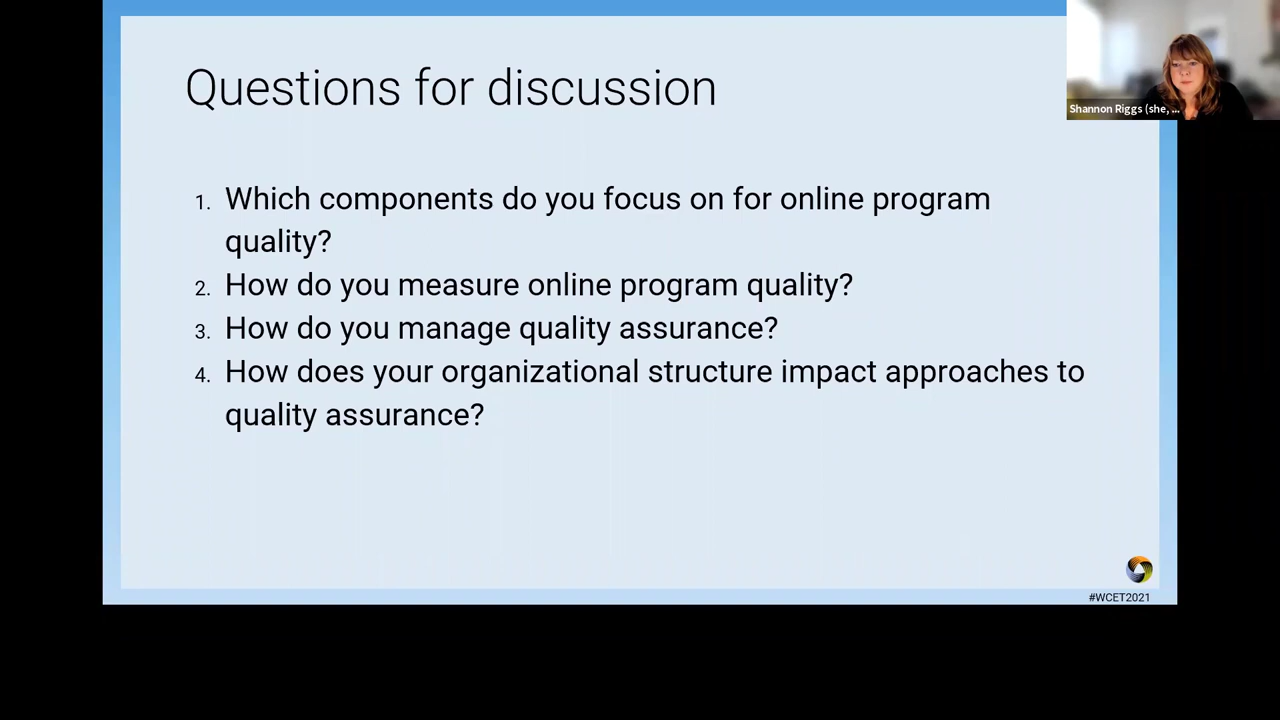 Questions for discussion
Shannon Riggs (she, ...
1. Which components do you focus on for online program
quality?
2. How do you measure online program quality?
3. How do you manage quality assurance?
4. How does your organizational structure impact approaches to
quality assurance?
#WCET2021